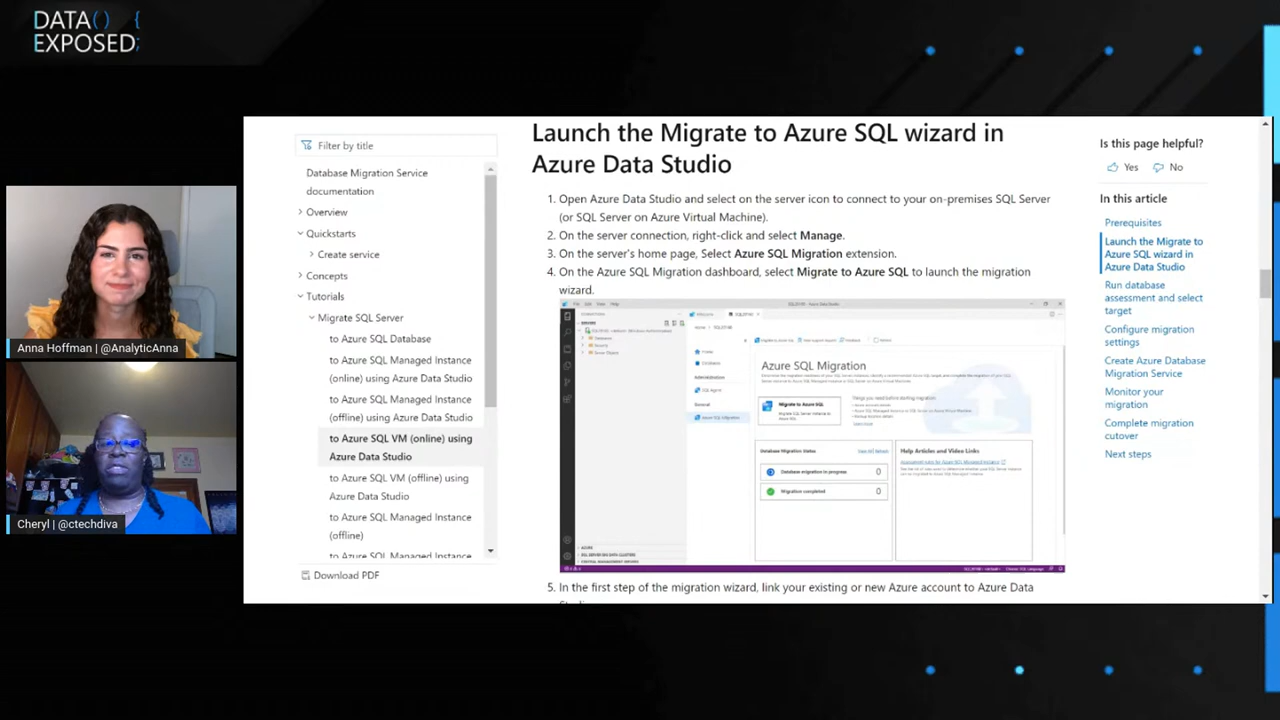 DATA() {
EXPOSED;
Anna Hoffman | @AnalyticAnna
Cheryl | @ctechdiva
Filter by title
Database Migration Service
documentation
Overview
Quickstarts
Create service
Concepts
Tutorials
Migrate SQL Server
to Azure SQL Database
to Azure SQL Managed Instance
(online) using Azure Data Studio
to Azure SQL Managed Instance
(offline) using Azure Data Studio
to Azure SQL VM (online) using
Azure Data Studio
to Azure SQL VM (offline) using
Azure Data Studio
to Azure SQL Managed Instance
(offline)
to Azure SQL Managed Instance
Download PDF
Launch the Migrate to Azure SQL wizard in
Azure Data Studio
1. Open Azure Data Studio and select on the server icon to connect to your on-premises SQL Server
(or SQL Server on Azure Virtual Machine).
2. On the server connection, right-click and select Manage.
3. On the server's home page, Select Azure SQL Migration extension.
4. On the Azure SQL Migration dashboard, select Migrate to Azure SQL to launch the migration
wizard.
Azure SQL Migration
Migrate to Azure SQL
Database Migration Status
Database migration in progress 0
Migration completed 0
Help Articles and Video Links
5. In the first step of the migration wizard, link your existing or new Azure account to Azure Data
Is this page helpful?
Yes No
In this article
Prerequisites
Launch the Migrate to
Azure SQL wizard in
Azure Data Studio
Run database
assessment and select
target
Configure migration
settings
Create Azure Database
Migration Service
Monitor your
migration
Complete migration
cutover
Next steps